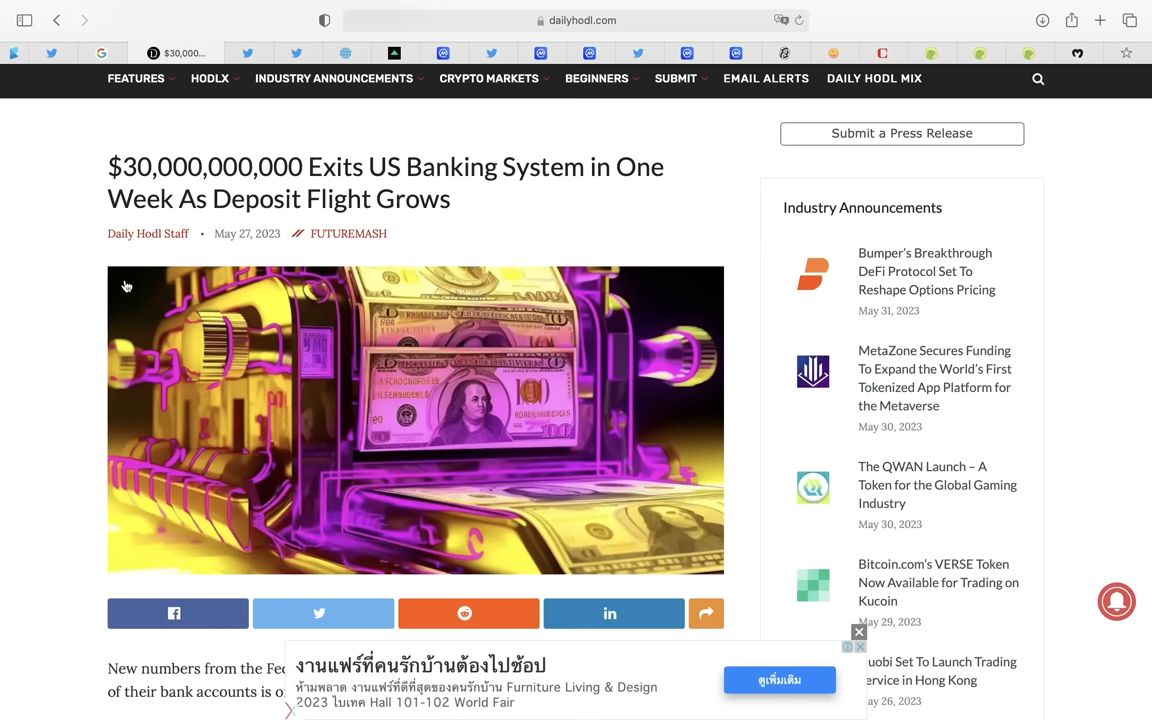 dailyhodl.com
$30,000...
FEATURES HODLX INDUSTRY ANNOUNCEMENTS CRYPTO MARKETS BEGINNERS SUBMIT EMAIL ALERTS DAILY HODL MIX
Submit a Press Release
$30,000,000,000 Exits US Banking System in One
Week As Deposit Flight Grows
Daily Hodl Staff • May 27, 2023 FUTUREMASH
Industry Announcements
Bumper's Breakthrough
DeFi Protocol Set To
Reshape Options Pricing
May 31, 2023
MetaZone Secures Funding
To Expand the World's First
Tokenized App Platform for
the Metaverse
May 30, 2023
The QWAN Launch – A
Token for the Global Gaming
Industry
May 30, 2023
Bitcoin.com's VERSE Token
Now Available for Trading on
Kucoin
May 29, 2023
uobi Set To Launch Trading
ervice in Hong Kong
ay 26, 2023
100
New numbers from the Fed
of their bank accounts is o
งานแฟร์ที่คนรักบ้านต้องไปช้อป
ห้ามพลาด งานแฟร์ที่ดีที่สุดของคนรักบ้าน Furniture Living & Design
2023 ไบเทค Hall 101-102 World Fair
ดูเพิ่มเติม